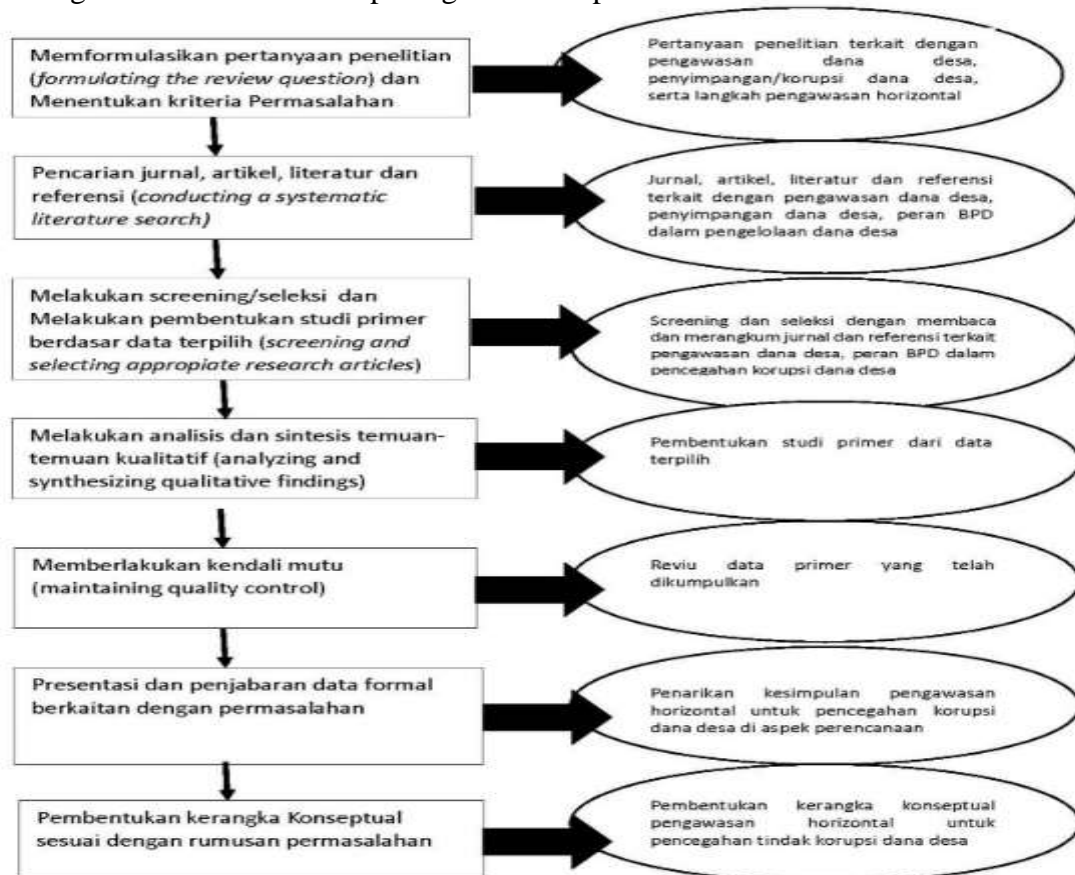 Memformulasikan pertanyaan penelitian
(formulating the review question) dan
Menentukan kriteria Permasalahan
Pertanyaan penelitian terkait dengan
pengawasan dana desa,
penyimpangan/korupsi dana desa,
serta langkah pengawasan horizontal
Pencarian jurnal, artikel, literatur dan
referensi (conducting a systematic
literature search)
Jurnal, artikel, literatur dan referensi
terkait dengan pengawasan dana desa,
penyimpangan dana desa, peran BPD
dalam pengelolaan dana desa
Melakukan screening/seleksi dan
Melakukan pembentukan studi primer
berdasar data terpilih (screening and
selecting appropiate research articles)
Screening dan seleksi dengan membaca
dan merangkum jurnal dan referensi terkait
pengawasan dana desa, peran BPD dalam
pencegahan korupsi dana desa
Melakukan analisis dan sintesis temuan-
temuan kualitatif (analyzing and
synthesizing qualitative findings)
Pembentukan studi primer dari data
terpilih
Memberlakukan kendali mutu
(maintaining quality control)
Reviu data primer yang telah
dikumpulkan
Presentasi dan penjabaran data formal
berkaitan dengan permasalahan
Penarikan kesimpulan pengawasan
horizontal untuk pencegahan korupsi
dana desa di aspek perencanaan
Pembentukan kerangka Konseptual
sesuai dengan rumusan permasalahan
Pembentukan kerangka konseptual
pengawasan horizontal untuk
pencegahan tindak korupsi dana desa